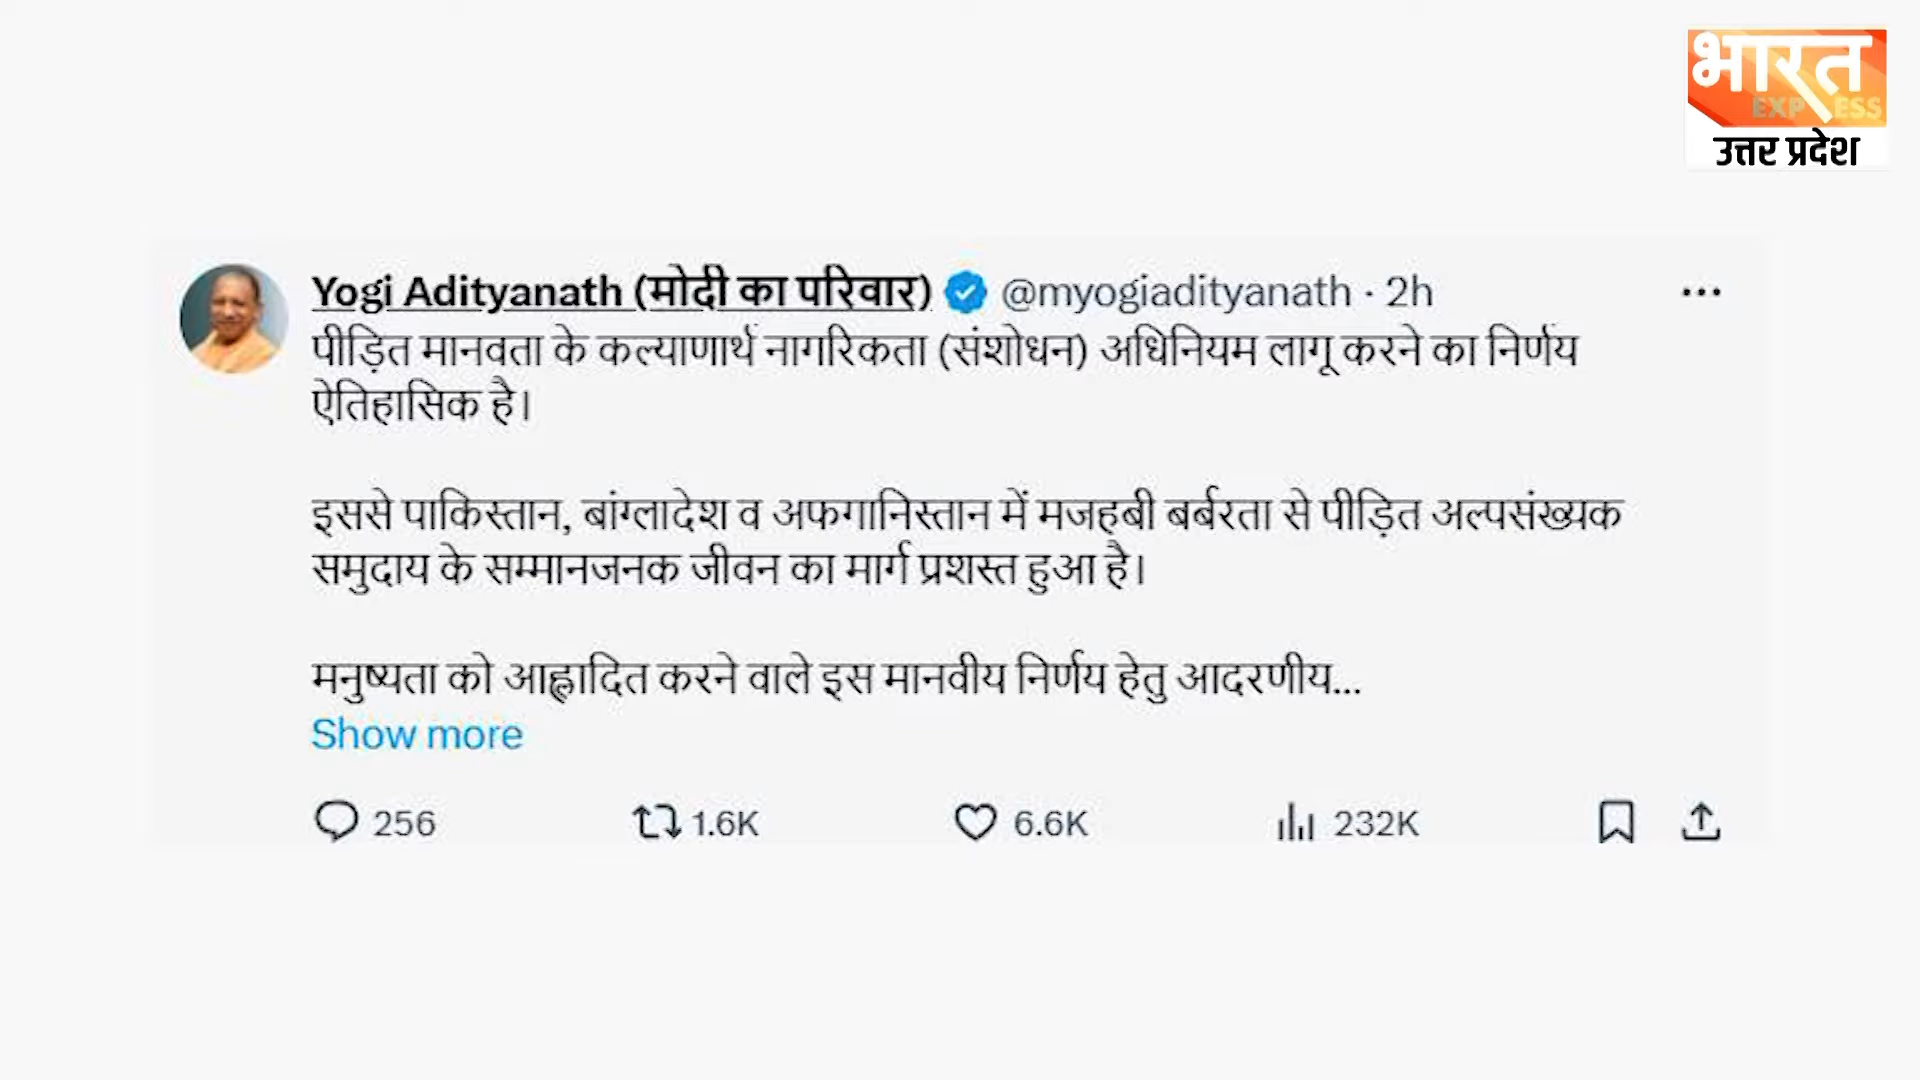 भारत
EXPRESS
उत्तर प्रदेश
Yogi Adityanath (मोदी का परिवार) @myogiadityanath · 2h
पीड़ित मानवता के कल्याणार्थ नागरिकता (संशोधन) अधिनियम लागू करने का निर्णय
ऐतिहासिक है।
इससे पाकिस्तान, बांग्लादेश व अफगानिस्तान में मजहबी बर्बरता से पीड़ित अल्पसंख्यक
समुदाय के सम्मानजनक जीवन का मार्ग प्रशस्त हुआ है।
मनुष्यता को आह्लादित करने वाले इस मानवीय निर्णय हेतु आदरणीय...
Show more
256 1.6K 6.6K 232K